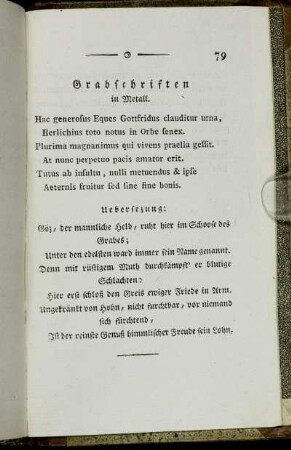 79
Grabschriften
in Metall.
Hac generosus Eques Gottfridus clauditur urna,
Berlichius toto notus in Orbe senex.
Plurima magnanimus qui vivens praelia gessit.
At nunc perpetuo pacis amator erit.
Tutus ab insultu, nulli metuendus & ipse
Aeternis fruitur sed sine fine bonis.
Uebersetzung:
Göz, der mannliche Held, ruht hier im Schoose des
Grabes;
Unter den edelsten ward immer sein Name genannt.
Denn mit rüstigem Muth durchkämpft' er blutige
Schlachten:
Hier erst schloß den Greis ewiger Friede in Arm.
Ungekränkt von Hohn, nicht furchtbar, vor niemand
sich fürchtend,
Ist der reinste Genuß himmlischer Freude sein Lohn.